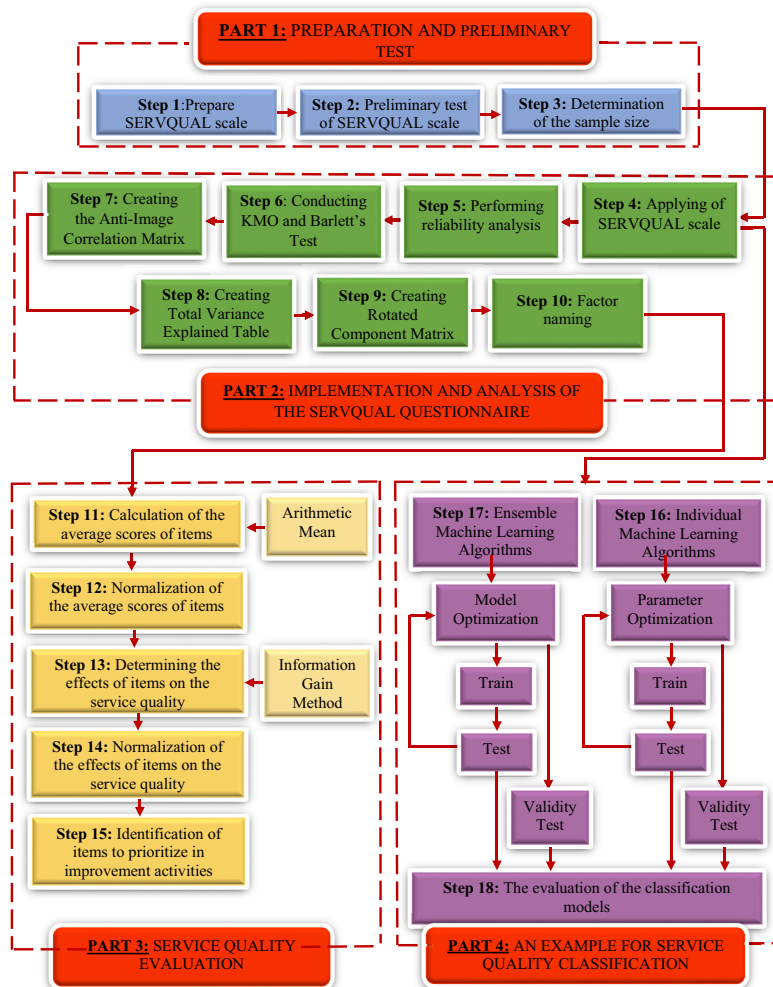 PART 1: PREPARATION AND PRELIMINARY
TEST
Step 1:Prepare
SERVQUAL scale
Step 2: Preliminary test
of SERVQUAL scale
Step 3: Determination
of the sample size
Step 7: Creating
the Anti-Image
Correlation Matrix
Step 6: Conducting
KMO and Barlett's
Test
Step 5: Performing
reliability analysis
Step 4: Applying of
SERVQUAL scale
Step 8: Creating
Total Variance
Explained Table
Step 9: Creating
Rotated
Component Matrix
Step 10: Factor
naming
PART 2: IMPLEMENTATION AND ANALYSIS OF
THE SERVQUAL QUESTIONNAIRE
Step 11: Calculation of the
average scores of items
Arithmetic
Mean
Step 12: Normalization of
the average scores of items
Step 13: Determining the
effects of items on the
service quality
Information
Gain
Method
Step 14: Normalization of
the effects of items on the
service quality
Step 15: Identification of
items to prioritize in
improvement activities
PART 3: SERVICE QUALITY
EVALUATION
Step 17: Ensemble
Machine Learning
Algorithms
Step 16: Individual
Machine Learning
Algorithms
Model
Optimization
Parameter
Optimization
Train
Train
Test
Test
Validity
Test
Validity
Test
Step 18: The evaluation of the classification
models
PART 4: AN EXAMPLE FOR SERVICE
QUALITY CLASSIFICATION